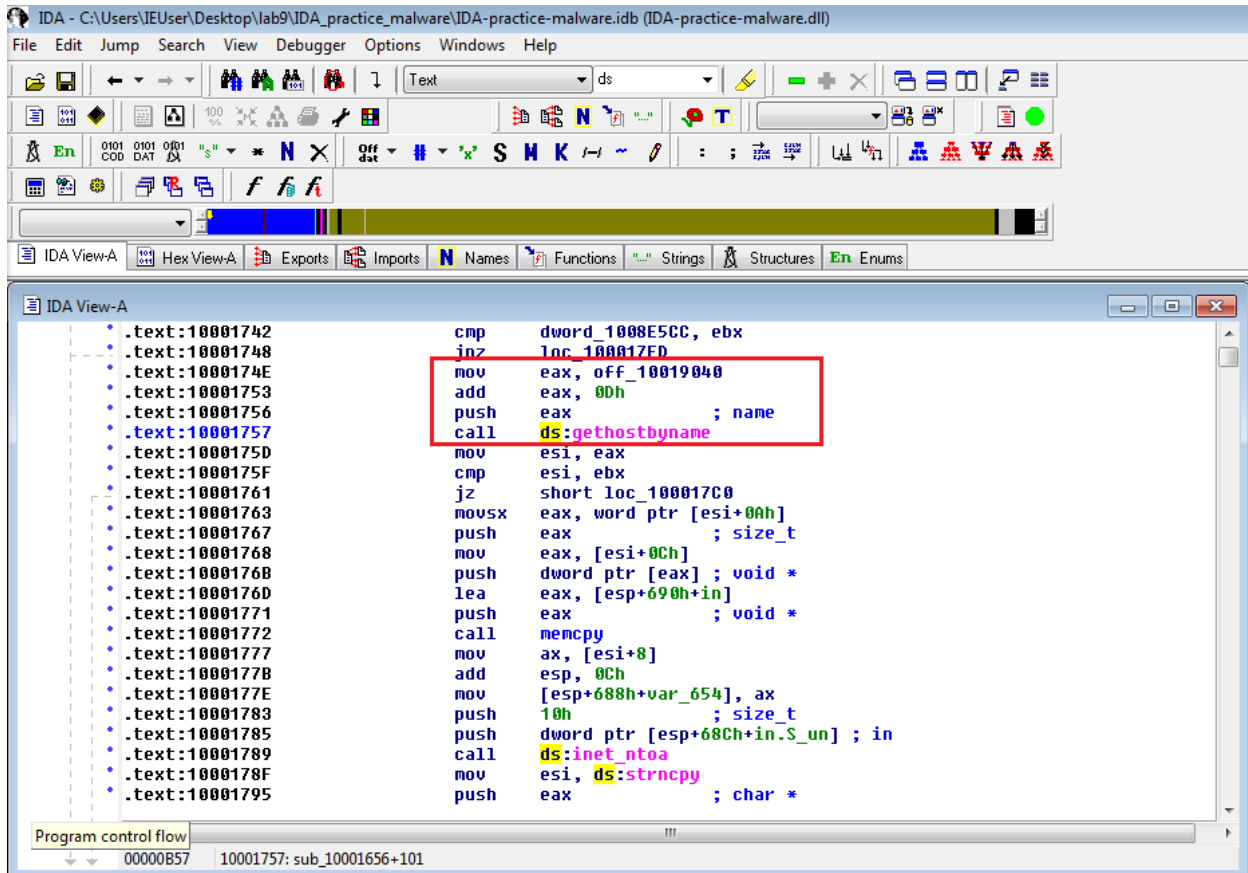 IDA - C:\Users\IEUser\Desktop\lab9\IDA_practice_malware\IDA-practice-malware.idb (IDA-practice-malware.dll)
File Edit Jump Search View Debugger Options Windows Help
Text ds
En "s" N Off dat # 'x' S M K : ;
f
IDA View-A Hex View-A Exports Imports N Names Functions "..." Strings Structures En Enums
IDA View-A
.text:10001742 cmp dword_1008E5CC, ebx
.text:10001748 jnz loc_100017ED
.text:1000174E mov eax, off_10019040
.text:10001753 add eax, 0Dh
.text:10001756 push eax ; name
.text:10001757 call ds:gethostbyname
.text:1000175D mov esi, eax
.text:1000175F cmp esi, ebx
.text:10001761 jz short loc_100017C0
.text:10001763 movsx eax, word ptr [esi+0Ah]
.text:10001767 push eax ; size_t
.text:10001768 mov eax, [esi+0Ch]
.text:1000176B push dword ptr [eax] ; void *
.text:1000176D lea eax, [esp+690h+in]
.text:10001771 push eax ; void *
.text:10001772 call memcpy
.text:10001777 mov ax, [esi+8]
.text:1000177B add esp, 0Ch
.text:1000177E mov [esp+688h+var_654], ax
.text:10001783 push 10h ; size_t
.text:10001785 push dword ptr [esp+68Ch+in.S_un] ; in
.text:10001789 call ds:inet_ntoa
.text:1000178F mov esi, ds:strncpy
.text:10001795 push eax ; char *
Program control flow
00000B57 10001757: sub_10001656+101